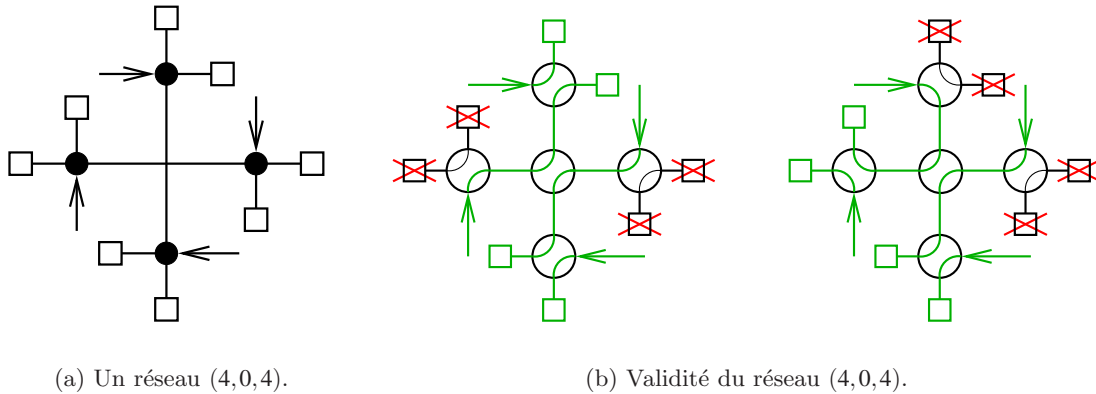 (a) Un réseau (4,0,4).
(b) Validité du réseau (4,0,4).